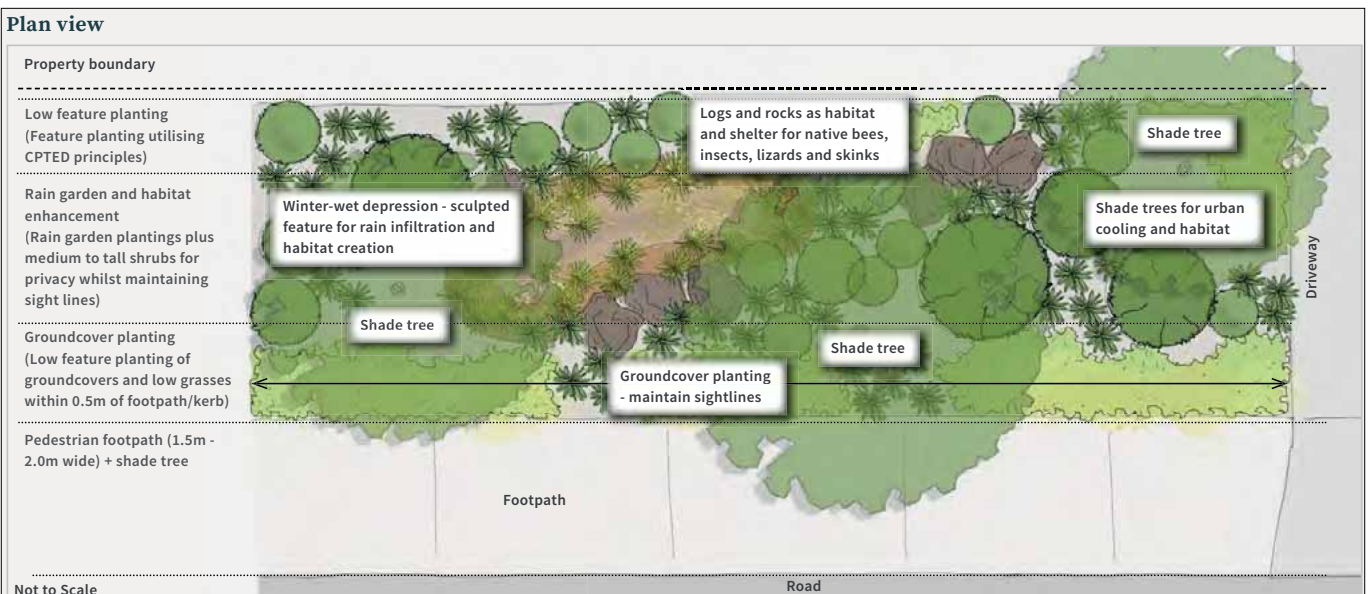 Plan view
Property boundary
Low feature planting
(Feature planting utilising
CPTED principles)
Rain garden and habitat
enhancement
(Rain garden plantings plus
medium to tall shrubs for
privacy whilst maintaining
sight lines)
Groundcover planting
(Low feature planting of
groundcovers and low grasses
within 0.5m of footpath/kerb)
Pedestrian footpath (1.5m -
2.0m wide) + shade tree
Not to Scale
Logs and rocks as habitat
and shelter for native bees,
insects, lizards and skinks
Shade tree
Winter-wet depression - sculpted
feature for rain infiltration and
habitat creation
Shade trees for urban
cooling and habitat
Driveway
Shade tree
Shade tree
Groundcover planting
- maintain sightlines
Footpath
Road